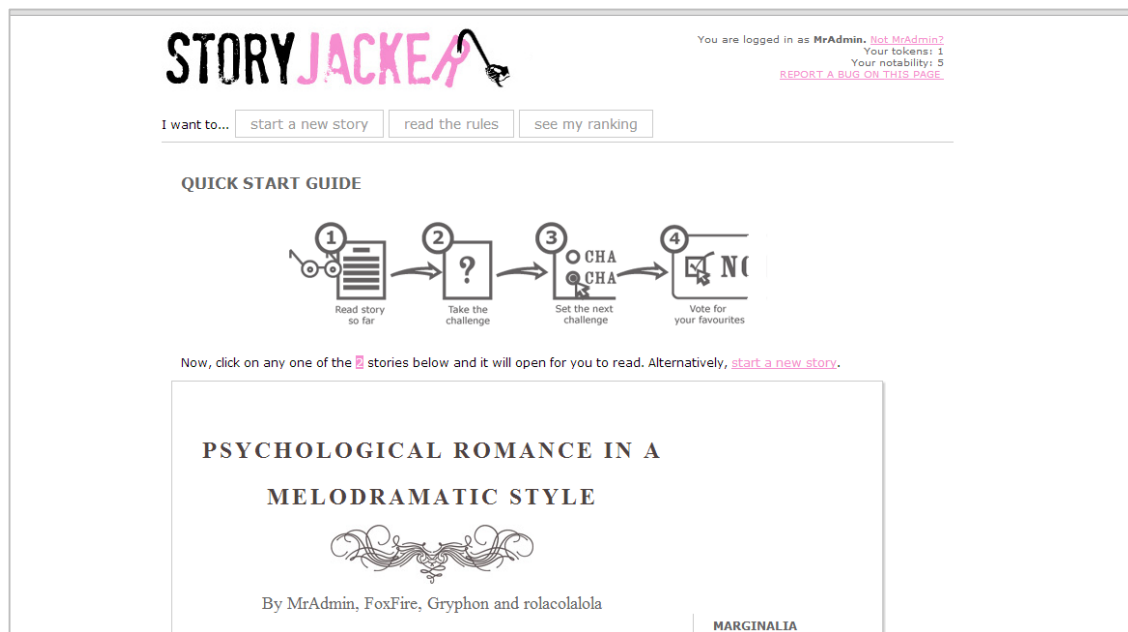 STORYJACKER
You are logged in as MrAdmin. Not MrAdmin?
Your tokens: 1
Your notability: 5
REPORT A BUG ON THIS PAGE
I want to... start a new story read the rules see my ranking
QUICK START GUIDE
1 2 3 4
?
CHA
CHA
NO
Read story
so far
Take the
challenge
Set the next
challenge
Vote for
your favourites
Now, click on any one of the 2 stories below and it will open for you to read. Alternatively, start a new story.
PSYCHOLOGICAL ROMANCE IN A
MELODRAMATIC STYLE
By MrAdmin, FoxFire, Gryphon and rolacolalola
MARGINALIA